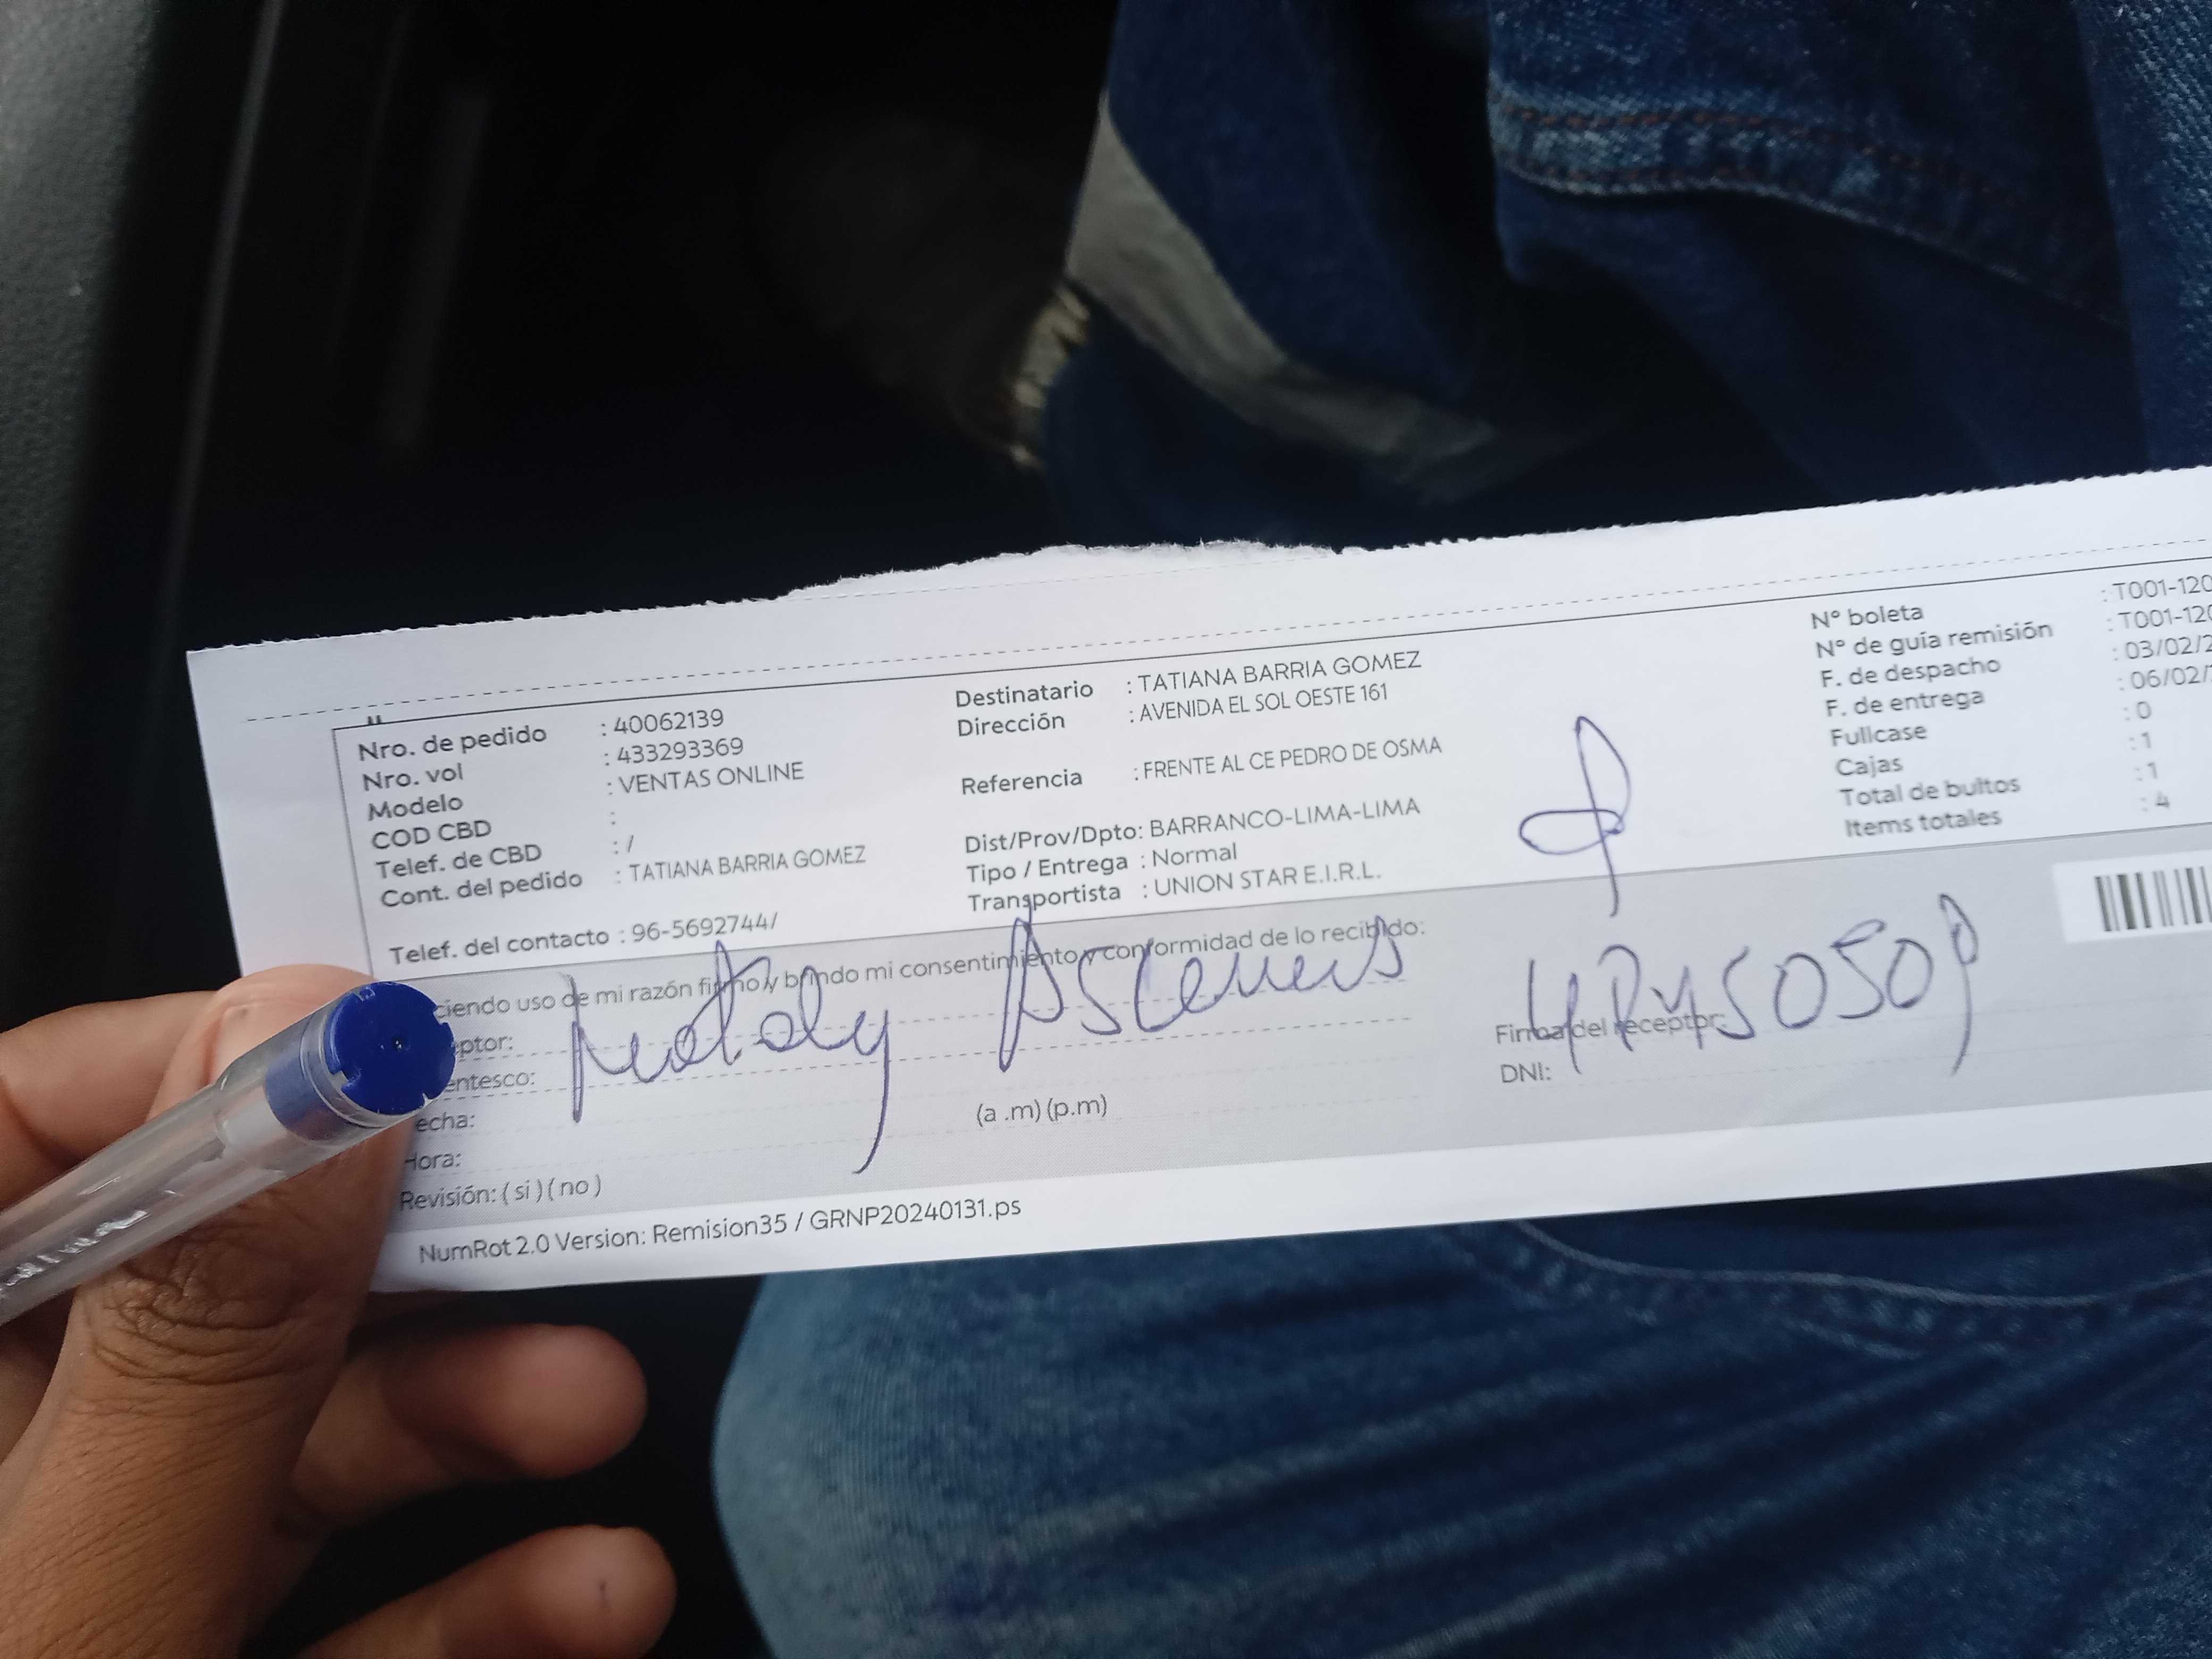 Nro. de pedido : 40062139
Nro. vol : 433293369
Modelo : VENTAS ONLINE
COD CBD :
Telef. de CBD : /
Cont. del pedido : TATIANA BARRIA GOMEZ
Telef. del contacto : 96-5692744/
Destinatario : TATIANA BARRIA GOMEZ
Dirección : AVENIDA EL SOL OESTE 161
Referencia : FRENTE AL CE PEDRO DE OSMA
Dist/Prov/Dpto: BARRANCO-LIMA-LIMA
Tipo / Entrega : Normal
Transportista : UNION STAR E.I.R.L.
Nº boleta : T001-120
Nº de guía remisión : T001-120
F. de despacho : 03/02/2
F. de entrega : 06/02/
Fullcase : 0
Cajas : 1
Total de bultos : 1
Items totales : 4
ciendo uso de mi razón firmo y brindo mi consentimiento y conformidad de lo recibido:
eptor:
entesco:
echa:
Hora: (a .m) (p.m)
Revisión: ( si ) ( no )
Firma del receptor:
DNI:
NumRot 2.0 Version: Remision35 / GRNP20240131.ps